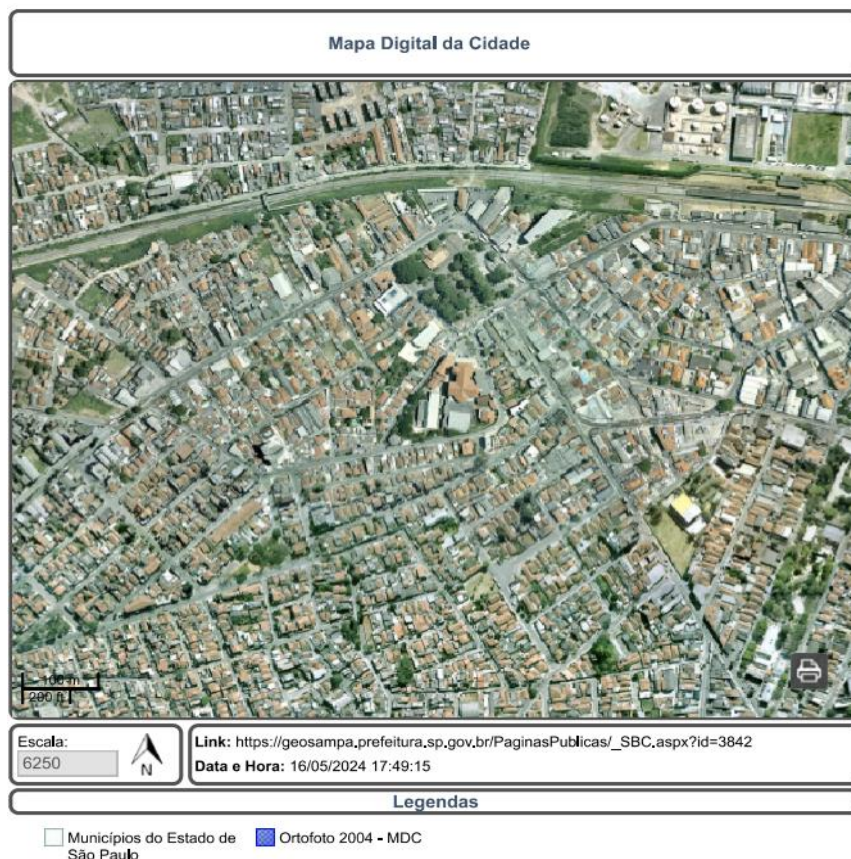 Mapa Digital da Cidade
100 m
200 ft
Escala:
6250
N
Link: https://geosampa.prefeitura.sp.gov.br/PaginasPublicas/_SBC.aspx?id=3842
Data e Hora: 16/05/2024 17:49:15
Legendas
Municípios do Estado de
São Paulo
Ortofoto 2004 - MDC